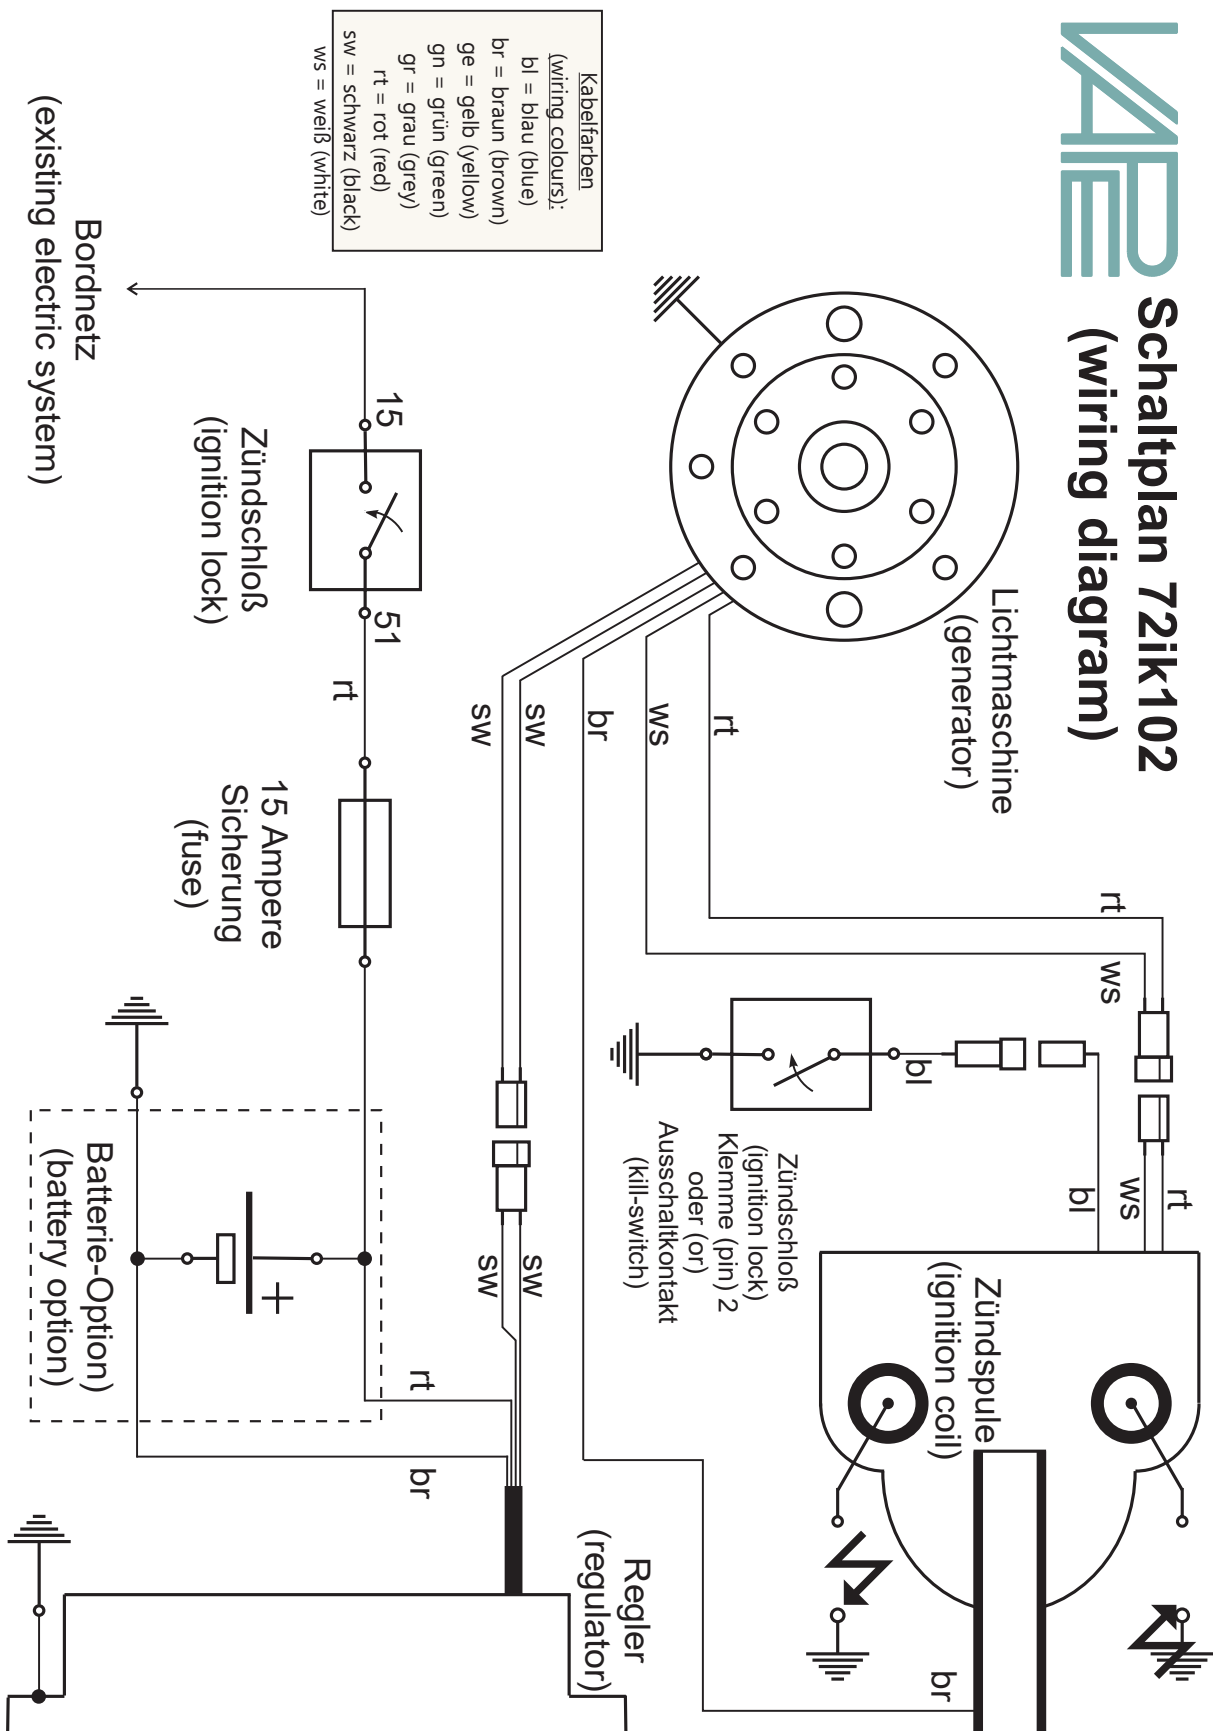 VAPE
Schaltplan 72ik102
(wiring diagram)
Lichtmaschine
(generator)
Kabelfarben
(wiring colours):
bl = blau (blue)
br = braun (brown)
ge = gelb (yellow)
gn = grün (green)
gr = grau (grey)
rt = rot (red)
sw = schwarz (black)
ws = weiß (white)
rt
ws
br
sw
sw
rt
ws
rt
ws
bl
bl
Zündschloß
(ignition lock)
Klemme (pin) 2
oder (or)
Ausschaltkontakt
(kill-switch)
Zündspule
(ignition coil)
br
sw
sw
Regler
(regulator)
rt
br
15
51
Zündschloß
(ignition lock)
rt
15 Ampere
Sicherung
(fuse)
+
Batterie-Option)
(battery option)
Bordnetz
(existing electric system)